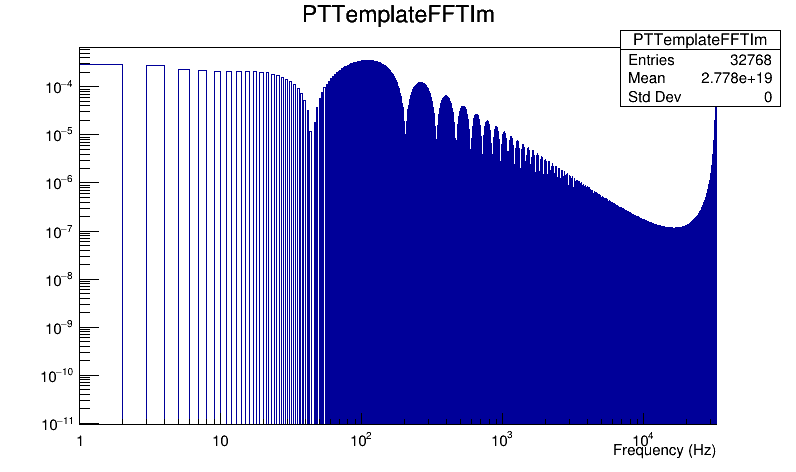 PTTemplateFFTIm
PTTemplateFFTIm
Entries 32768
Mean 2.778e+19
Std Dev 0
10⁻⁴
10⁻⁵
10⁻⁶
10⁻⁷
10⁻⁸
10⁻⁹
10⁻¹⁰
10⁻¹¹
1 10 10² 10³ 10⁴
Frequency (Hz)